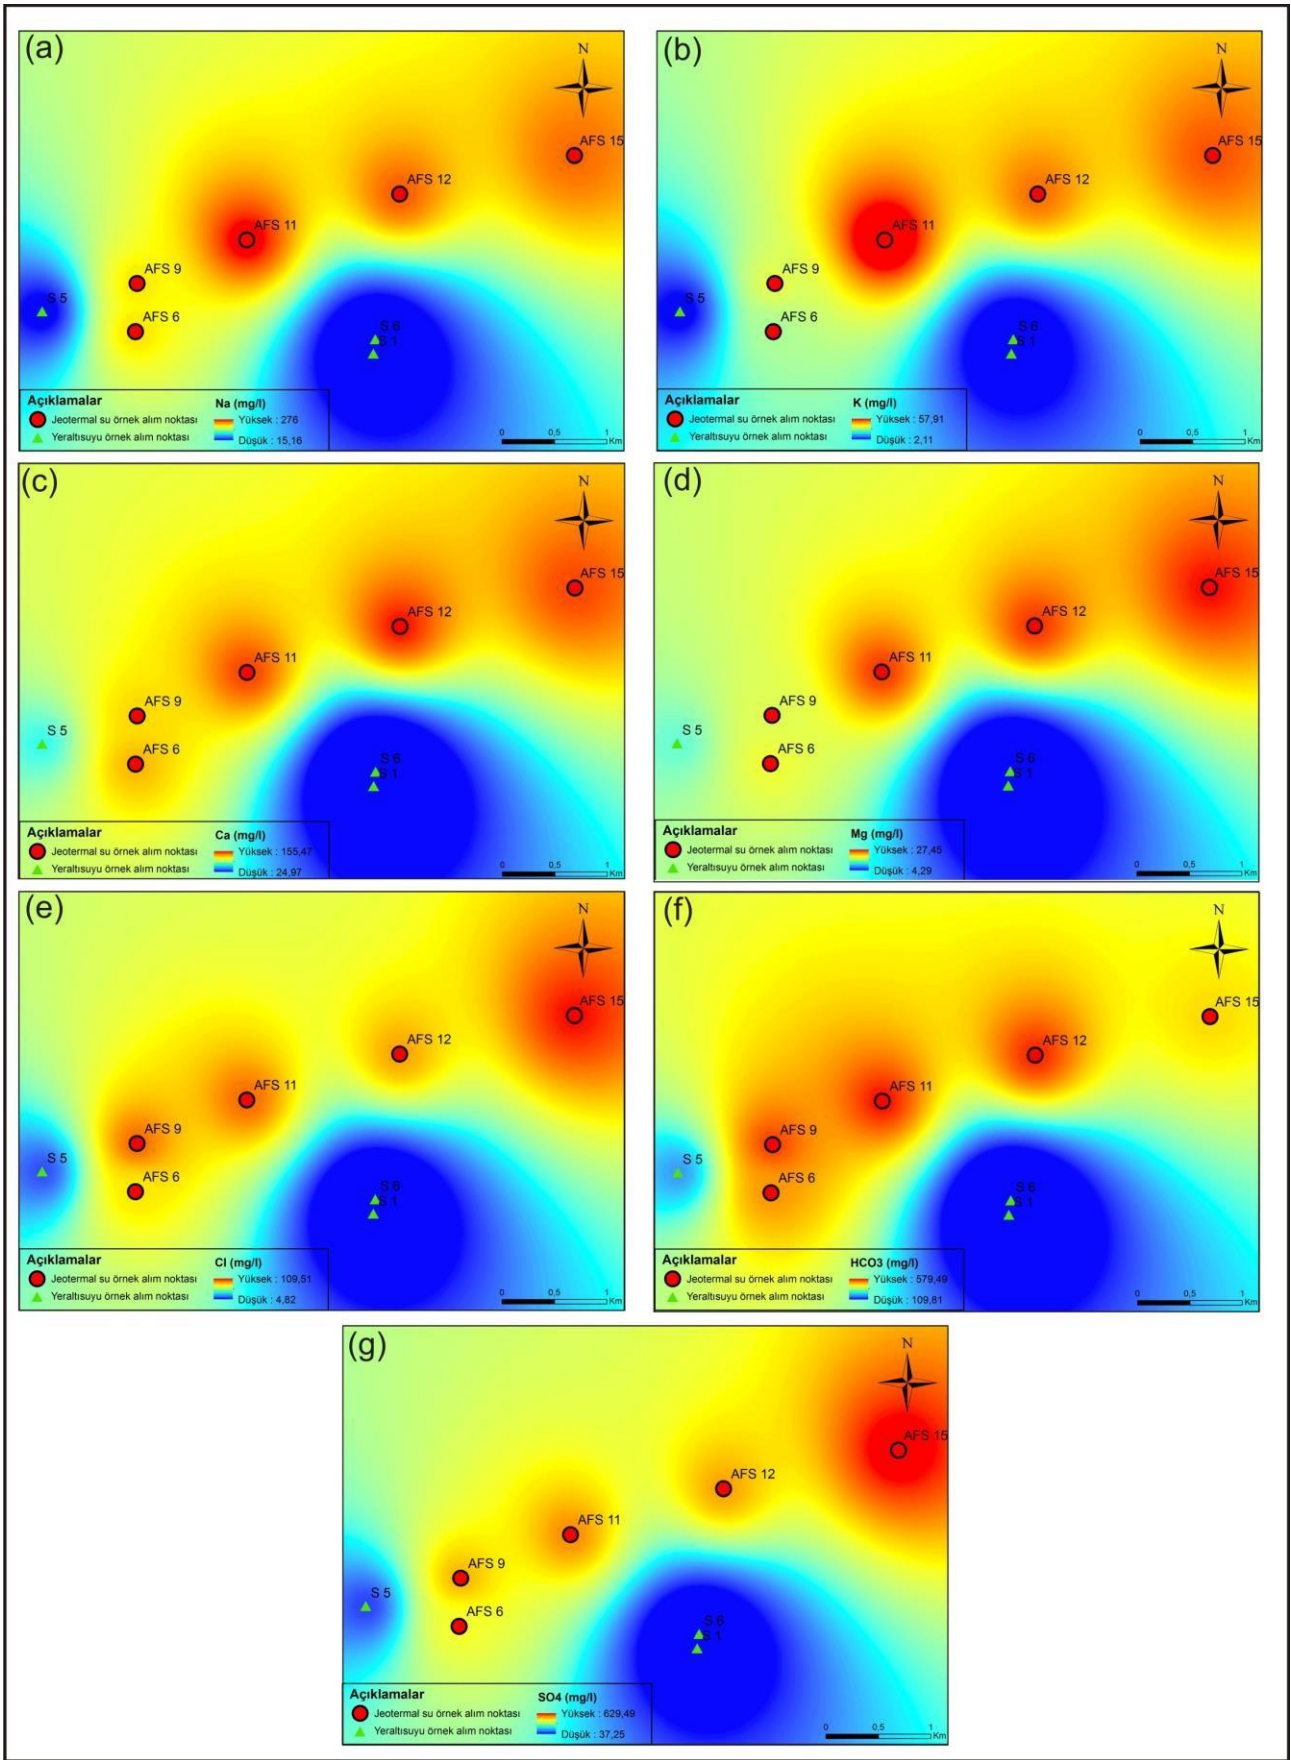 (a)
N
AFS 15
AFS 12
AFS 11
AFS 9
S 5
AFS 6
S 6
S 1
Açıklamalar
Jeotermal su örnek alım noktası
Yeraltısuyu örnek alım noktası
Na (mg/l)
Yüksek : 276
Düşük : 15,16
0 0,5 1
Km
(b)
N
AFS 15
AFS 12
AFS 11
AFS 9
S 5
AFS 6
S 6
S 1
Açıklamalar
Jeotermal su örnek alım noktası
Yeraltısuyu örnek alım noktası
K (mg/l)
Yüksek : 57,91
Düşük : 2,11
0 0,5 1
Km
(c)
N
AFS 15
AFS 12
AFS 11
AFS 9
S 5
AFS 6
S 6
S 1
Açıklamalar
Jeotermal su örnek alım noktası
Yeraltısuyu örnek alım noktası
Ca (mg/l)
Yüksek : 155,47
Düşük : 24,97
0 0,5 1
Km
(d)
N
AFS 15
AFS 12
AFS 11
AFS 9
S 5
AFS 6
S 6
S 1
Açıklamalar
Jeotermal su örnek alım noktası
Yeraltısuyu örnek alım noktası
Mg (mg/l)
Yüksek : 27,45
Düşük : 4,29
0 0,5 1
Km
(e)
N
AFS 15
AFS 12
AFS 11
AFS 9
S 5
AFS 6
S 6
S 1
Açıklamalar
Jeotermal su örnek alım noktası
Yeraltısuyu örnek alım noktası
Cl (mg/l)
Yüksek : 109,51
Düşük : 4,82
0 0,5 1
Km
(f)
N
AFS 15
AFS 12
AFS 11
AFS 9
S 5
AFS 6
S 6
S 1
Açıklamalar
Jeotermal su örnek alım noktası
Yeraltısuyu örnek alım noktası
HCO3 (mg/l)
Yüksek : 579,49
Düşük : 109,81
0 0,5 1
Km
(g)
N
AFS 15
AFS 12
AFS 11
AFS 9
S 5
AFS 6
S 6
S 1
Açıklamalar
Jeotermal su örnek alım noktası
Yeraltısuyu örnek alım noktası
SO4 (mg/l)
Yüksek : 629,49
Düşük : 37,25
0 0,5 1
Km